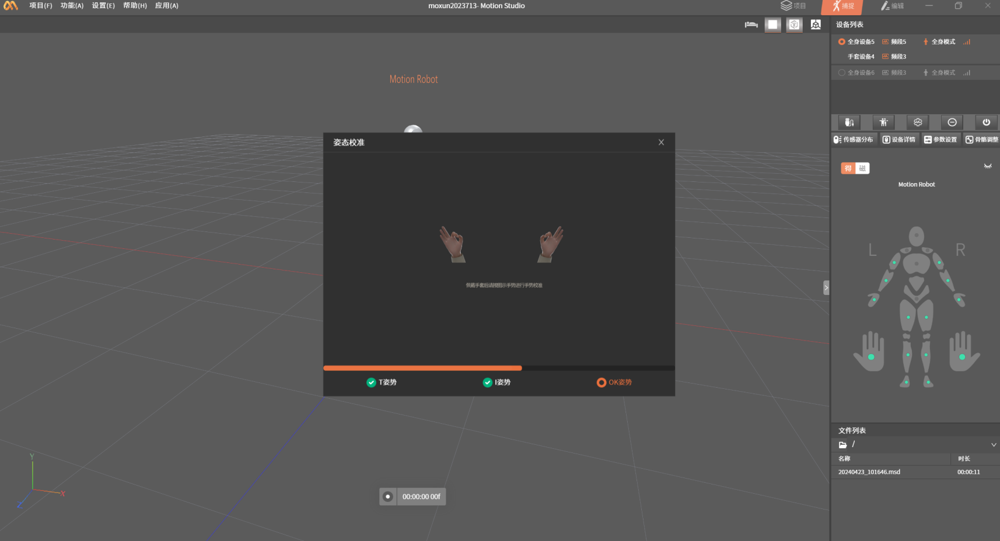 项目(F) 功能(A) 设置(E) 帮助(H) 应用(A)
moxun2023713- Motion Studio
项目 捕捉 编辑
设备列表
全身设备5 频段5 全身模式
手套设备4 频段3
全身设备6 频段3 全身模式
传感器分布 设备详情 参数设置 骨骼调整
得 磁
Motion Robot
L R
Motion Robot
姿态校准 X
佩戴手套后请按图示手势进行手势校准
T姿势 I姿势 OK姿势
Y
X
Z
00:00:00 00f
文件列表
/
名称 时长
20240423_101646.msd 00:00:11